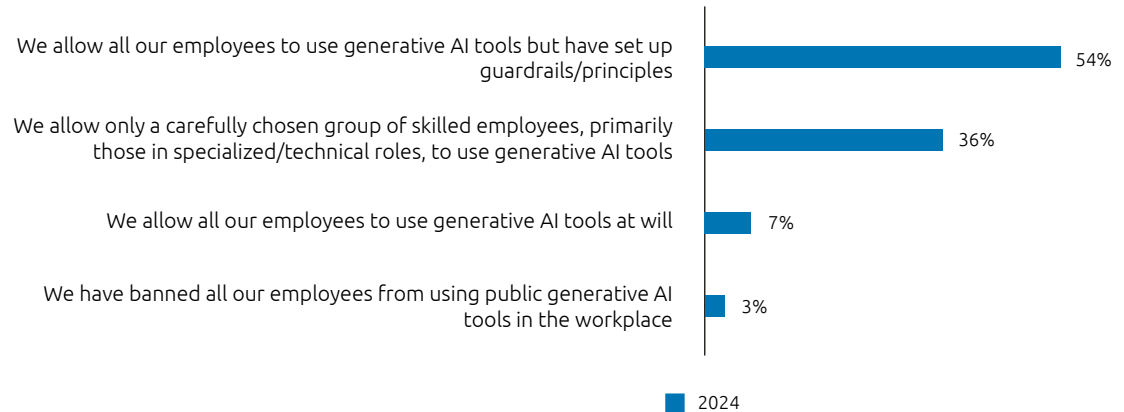 We allow all our employees to use generative AI tools but have set up
guardrails/principles
54%
We allow only a carefully chosen group of skilled employees, primarily
those in specialized/technical roles, to use generative AI tools
36%
We allow all our employees to use generative AI tools at will
7%
We have banned all our employees from using public generative AI
tools in the workplace
3%
2024